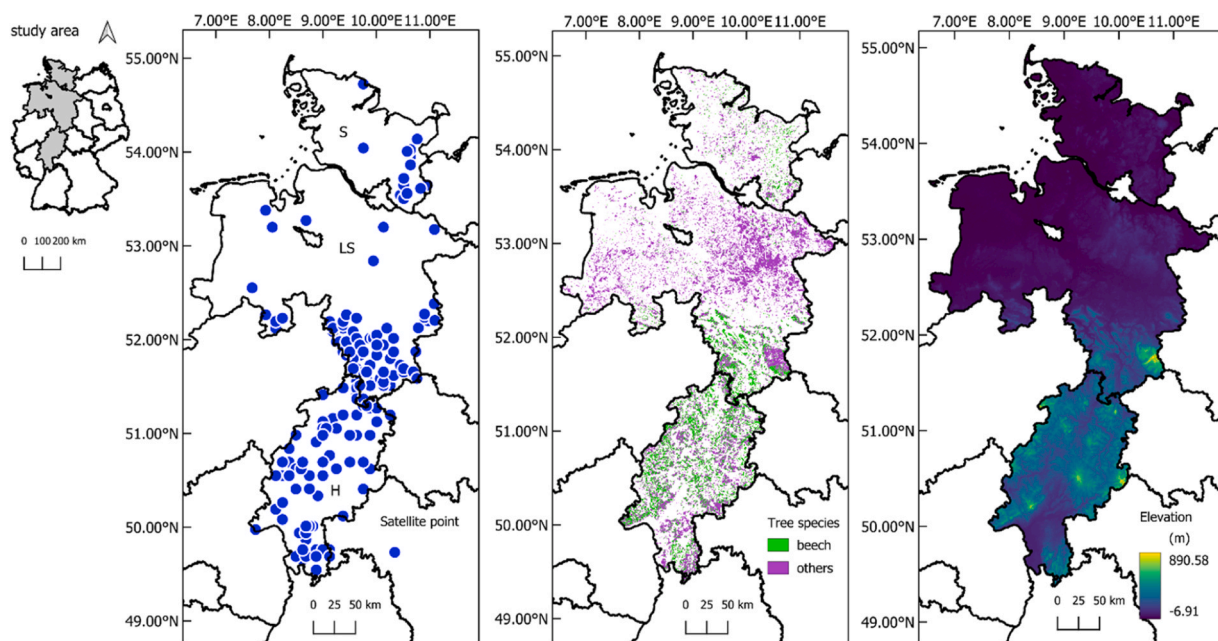 study area
0 100 200 km
7.00°E 8.00°E 9.00°E 10.00°E 11.00°E
55.00°N
54.00°N
53.00°N
52.00°N
51.00°N
50.00°N
49.00°N
S
LS
H
Satellite point
0 25 50 km
7.00°E 8.00°E 9.00°E 10.00°E 11.00°E
55.00°N
54.00°N
53.00°N
52.00°N
51.00°N
50.00°N
49.00°N
Tree species
beech
others
0 25 50 km
7.00°E 8.00°E 9.00°E 10.00°E 11.00°E
55.00°N
54.00°N
53.00°N
52.00°N
51.00°N
50.00°N
49.00°N
Elevation
(m)
890.58
-6.91
0 25 50 km